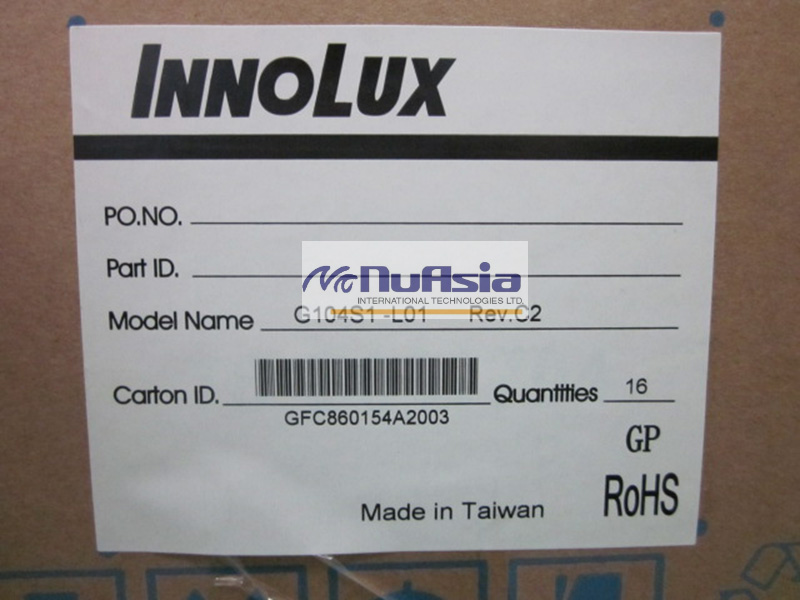 INNOLUX
PO.NO.
Part ID.
NuAsia
INTERNATIONAL TECHNOLOGIES LTD.
Model Name G104S1 -L01 Rev.C2
Carton ID. Quantities 16
GFC860154A2003
GP
RoHS
Made in Taiwan